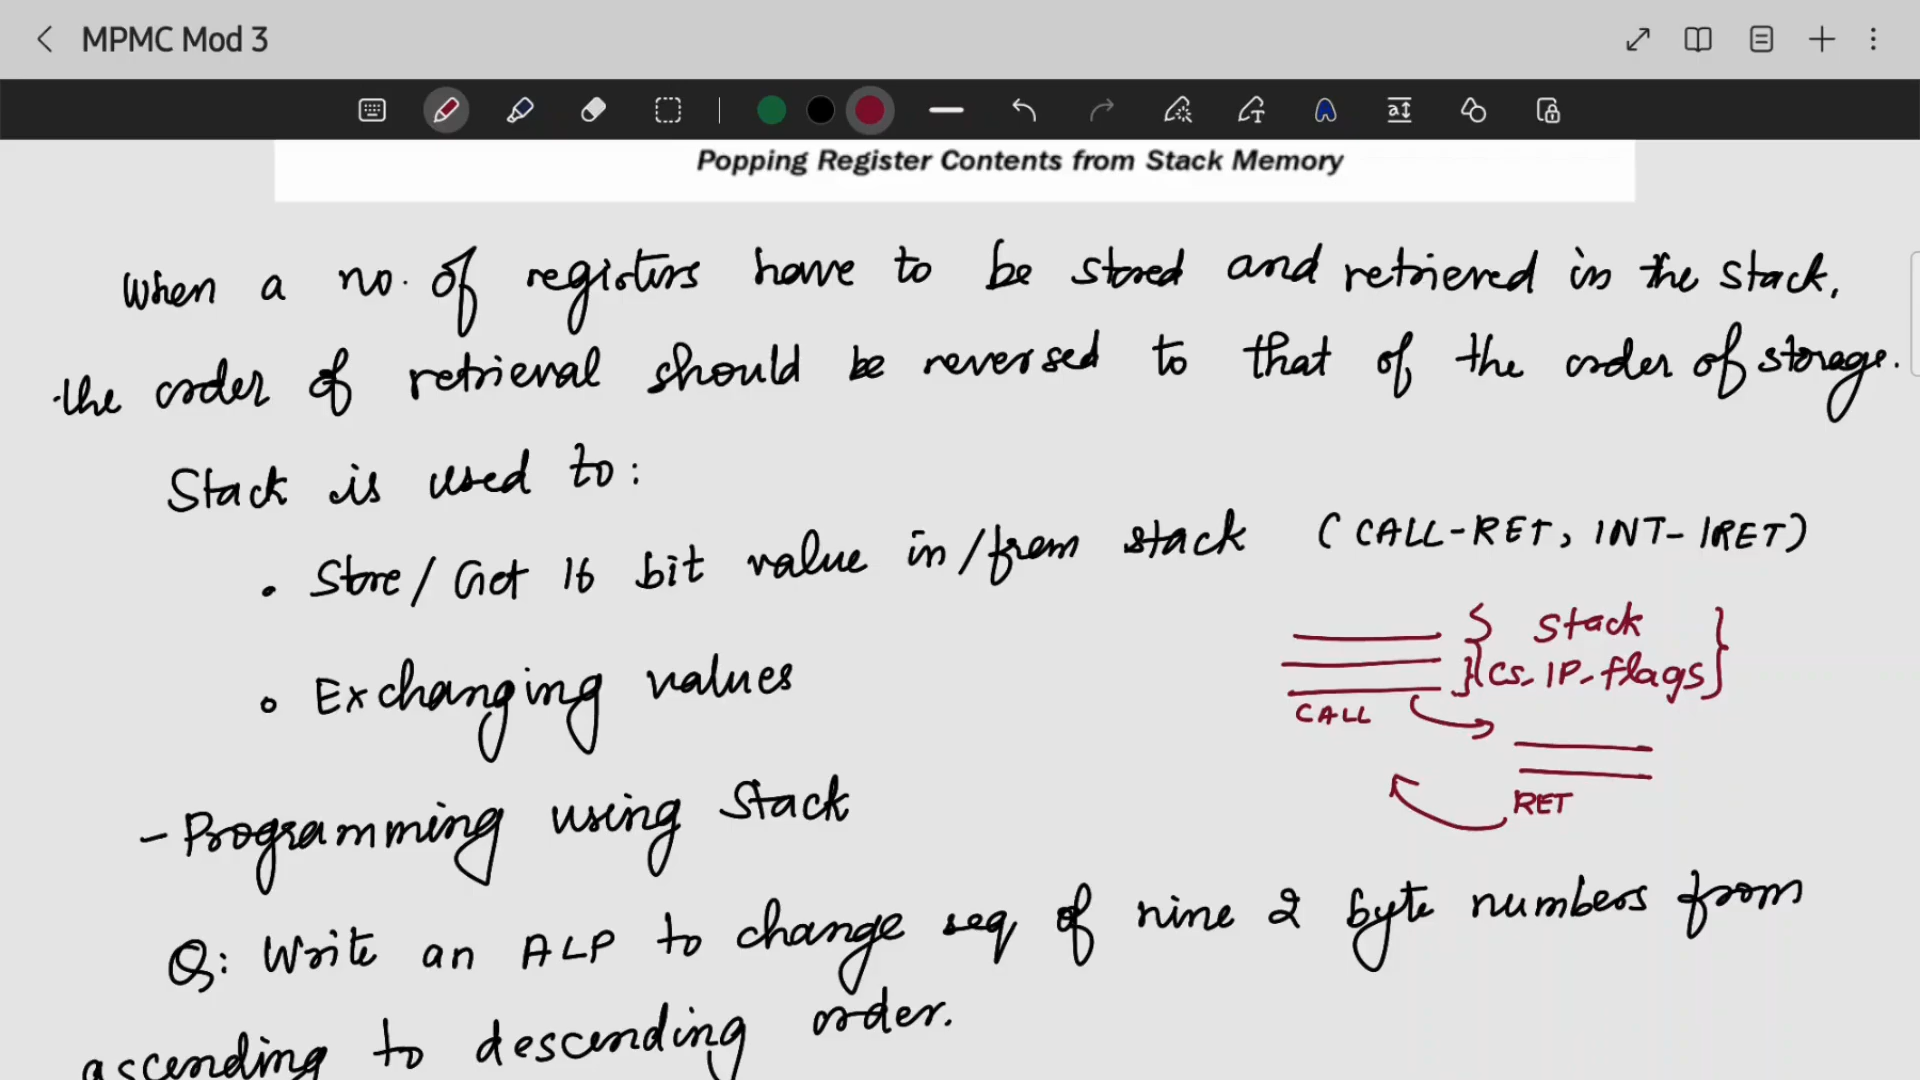 MPMC Mod 3
Popping Register Contents from Stack Memory
When a no. of registers have to be stored and retrieved in the stack,
the order of retrieval should be reversed to that of the order of storage.
Stack is used to:
• Store/Get 16 bit value in/from stack (CALL-RET, INT-IRET)
Stack
CS, IP, flags
• Exchanging values
CALL
RET
- Programming using Stack
Q: Write an ALP to change seq of nine 2 byte numbers from
ascending to descending order.